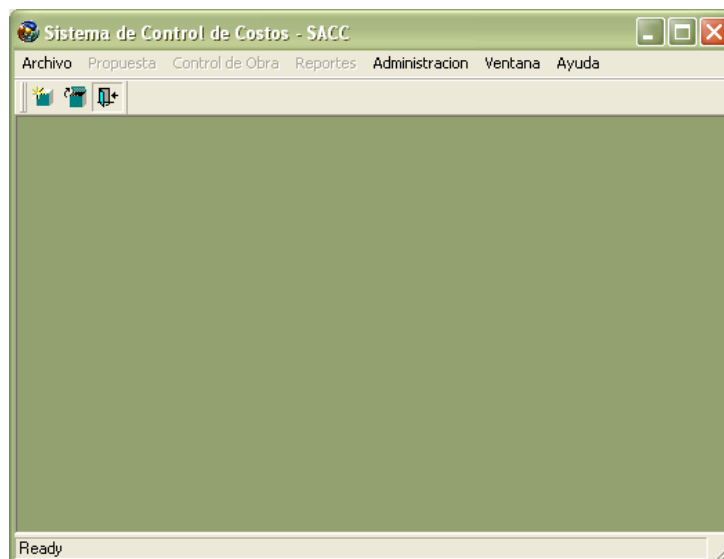 Sistema de Control de Costos - SACC
Archivo Propuesta Control de Obra Reportes Administracion Ventana Ayuda
Ready